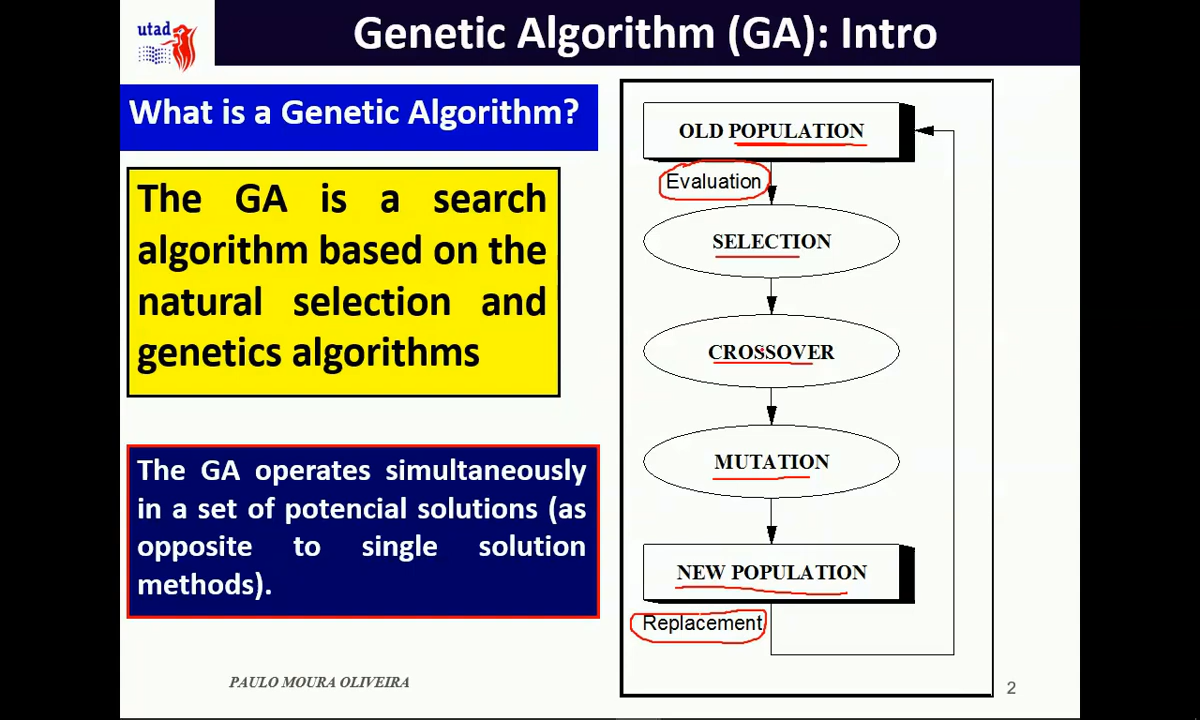 utad
Genetic Algorithm (GA): Intro
What is a Genetic Algorithm?
The GA is a search
algorithm based on the
natural selection and
genetics algorithms
The GA operates simultaneously
in a set of potencial solutions (as
opposite to single solution
methods).
OLD POPULATION
Evaluation
SELECTION
CROSSOVER
MUTATION
NEW POPULATION
Replacement
PAULO MOURA OLIVEIRA
2